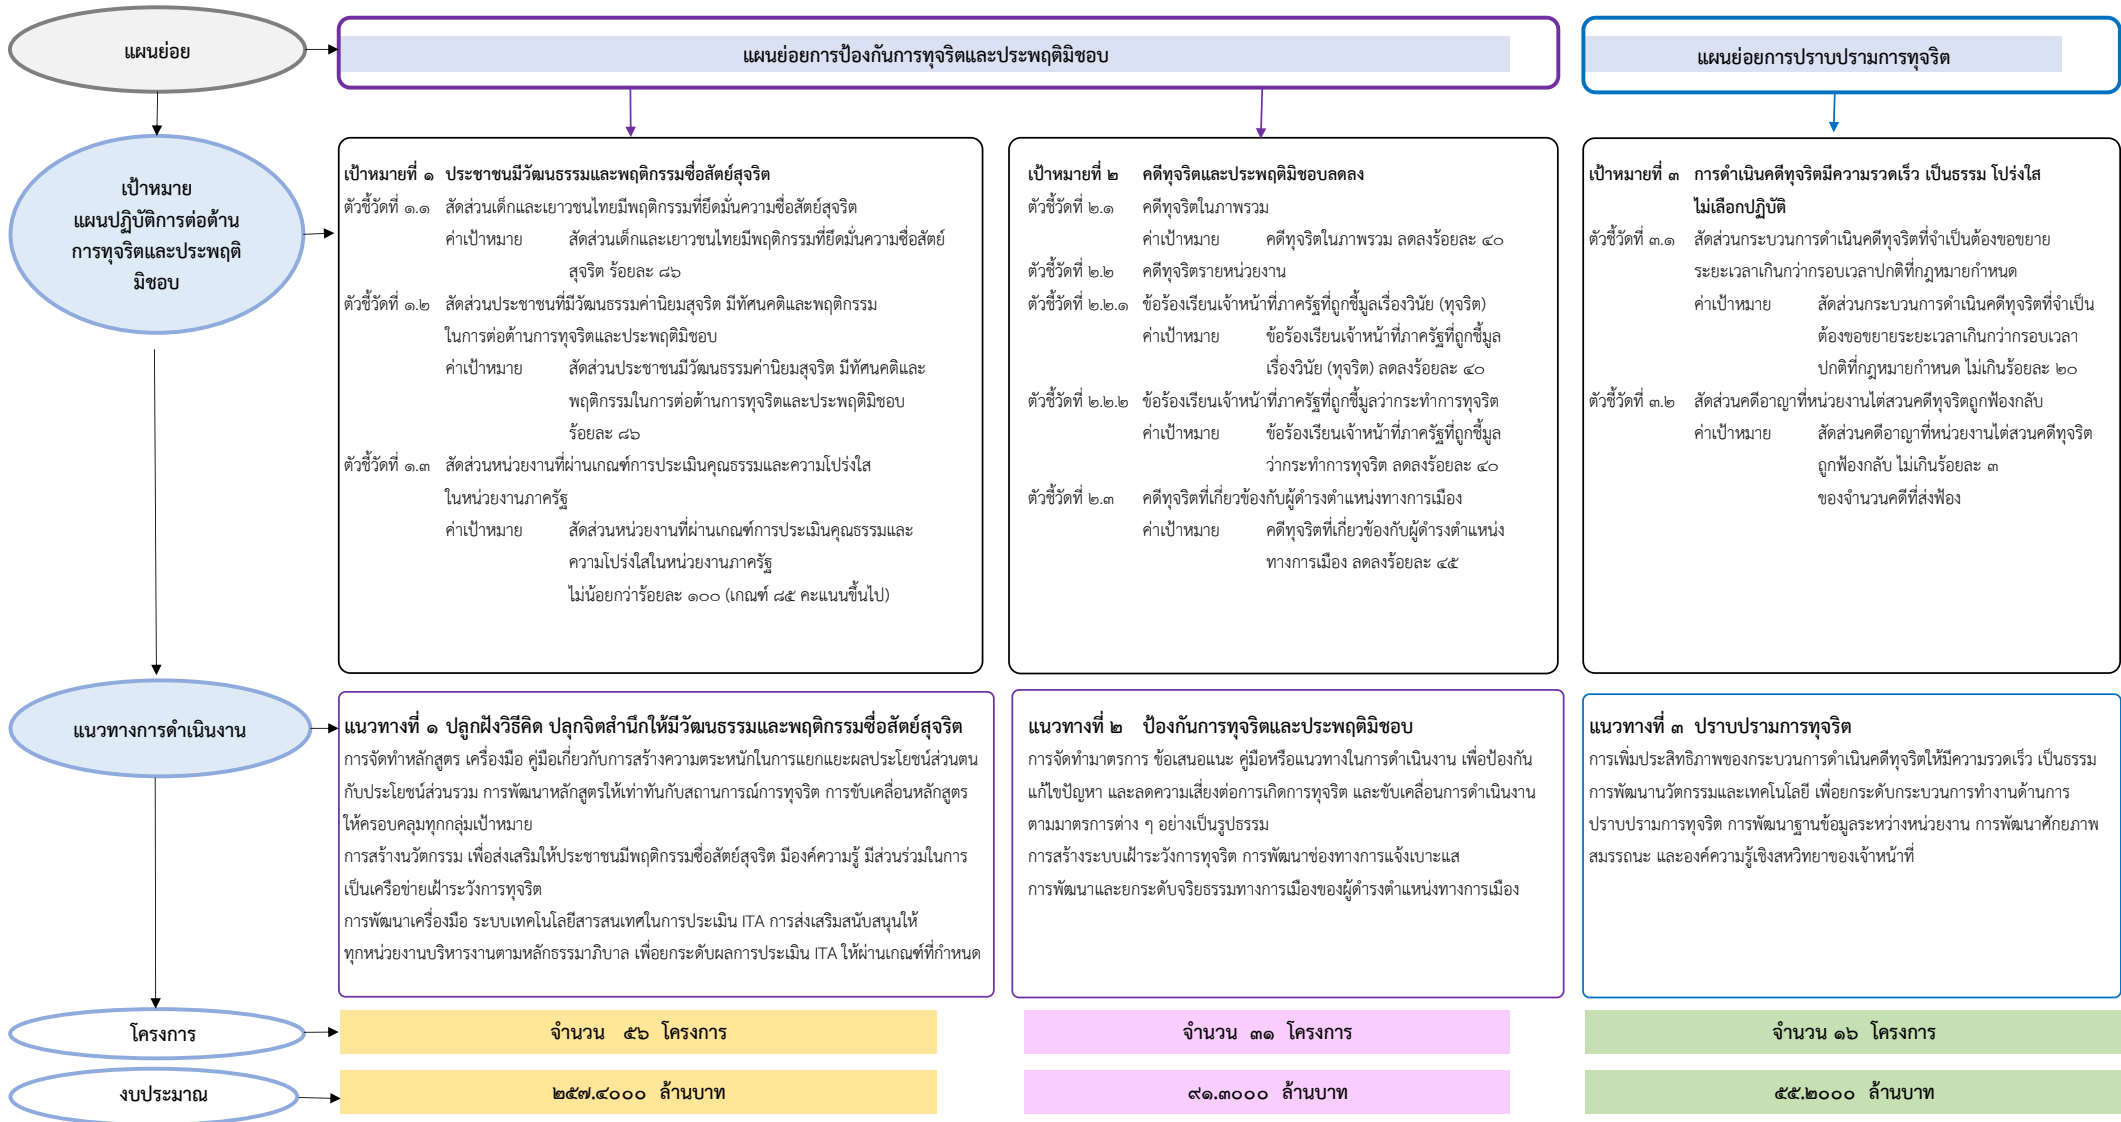 แผนย่อย
แผนย่อยการป้องกันการทุจริตและประพฤติมิชอบ
แผนย่อยการปราบปรามการทุจริต
เป้าหมาย
แผนปฏิบัติการต่อต้าน
การทุจริตและประพฤติ
มิชอบ
เป้าหมายที่ ๑ ประชาชนมีวัฒนธรรมและพฤติกรรมซื่อสัตย์สุจริต
ตัวชี้วัดที่ ๑.๑ สัดส่วนเด็กและเยาวชนไทยมีพฤติกรรมที่ยึดมั่นความซื่อสัตย์สุจริต
ค่าเป้าหมาย สัดส่วนเด็กและเยาวชนไทยมีพฤติกรรมที่ยึดมั่นความซื่อสัตย์
สุจริต ร้อยละ ๘๖
ตัวชี้วัดที่ ๑.๒ สัดส่วนประชาชนที่มีวัฒนธรรมค่านิยมสุจริต มีทัศนคติและพฤติกรรม
ในการต่อต้านการทุจริตและประพฤติมิชอบ
ค่าเป้าหมาย สัดส่วนประชาชนมีวัฒนธรรมค่านิยมสุจริต มีทัศนคติและ
พฤติกรรมในการต่อต้านการทุจริตและประพฤติมิชอบ
ร้อยละ ๘๖
ตัวชี้วัดที่ ๑.๓ สัดส่วนหน่วยงานที่ผ่านเกณฑ์การประเมินคุณธรรมและความโปร่งใส
ในหน่วยงานภาครัฐ
ค่าเป้าหมาย สัดส่วนหน่วยงานที่ผ่านเกณฑ์การประเมินคุณธรรมและ
ความโปร่งใสในหน่วยงานภาครัฐ
ไม่น้อยกว่าร้อยละ ๑๐๐ (เกณฑ์ ๘๕ คะแนนขึ้นไป)
เป้าหมายที่ ๒ คดีทุจริตและประพฤติมิชอบลดลง
ตัวชี้วัดที่ ๒.๑ คดีทุจริตในภาพรวม
ค่าเป้าหมาย คดีทุจริตในภาพรวม ลดลงร้อยละ ๔๐
ตัวชี้วัดที่ ๒.๒ คดีทุจริตรายหน่วยงาน
ตัวชี้วัดที่ ๒.๒.๑ ข้อร้องเรียนเจ้าหน้าที่ภาครัฐที่ถูกชี้มูลเรื่องวินัย (ทุจริต)
ค่าเป้าหมาย ข้อร้องเรียนเจ้าหน้าที่ภาครัฐที่ถูกชี้มูล
เรื่องวินัย (ทุจริต) ลดลงร้อยละ ๔๐
ตัวชี้วัดที่ ๒.๒.๒ ข้อร้องเรียนเจ้าหน้าที่ภาครัฐที่ถูกชี้มูลว่ากระทำการทุจริต
ค่าเป้าหมาย ข้อร้องเรียนเจ้าหน้าที่ภาครัฐที่ถูกชี้มูล
ว่ากระทำการทุจริต ลดลงร้อยละ ๔๐
ตัวชี้วัดที่ ๒.๓ คดีทุจริตที่เกี่ยวข้องกับผู้ดำรงตำแหน่งทางการเมือง
ค่าเป้าหมาย คดีทุจริตที่เกี่ยวข้องกับผู้ดำรงตำแหน่ง
ทางการเมือง ลดลงร้อยละ ๔๕
เป้าหมายที่ ๓ การดำเนินคดีทุจริตมีความรวดเร็ว เป็นธรรม โปร่งใส
ไม่เลือกปฏิบัติ
ตัวชี้วัดที่ ๓.๑ สัดส่วนกระบวนการดำเนินคดีทุจริตที่จำเป็นต้องขอขยาย
ระยะเวลาเกินกว่ากรอบเวลาปกติที่กฎหมายกำหนด
ค่าเป้าหมาย สัดส่วนกระบวนการดำเนินคดีทุจริตที่จำเป็น
ต้องขอขยายระยะเวลาเกินกว่ากรอบเวลา
ปกติที่กฎหมายกำหนด ไม่เกินร้อยละ ๒๐
ตัวชี้วัดที่ ๓.๒ สัดส่วนคดีอาญาที่หน่วยงานไต่สวนคดีทุจริตถูกฟ้องกลับ
ค่าเป้าหมาย สัดส่วนคดีอาญาที่หน่วยงานไต่สวนคดีทุจริต
ถูกฟ้องกลับ ไม่เกินร้อยละ ๓
ของจำนวนคดีที่ส่งฟ้อง
แนวทางการดำเนินงาน
แนวทางที่ ๑ ปลูกฝังวิธีคิด ปลุกจิตสำนึกให้มีวัฒนธรรมและพฤติกรรมซื่อสัตย์สุจริต
การจัดทำหลักสูตร เครื่องมือ คู่มือเกี่ยวกับการสร้างความตระหนักในการแยกแยะผลประโยชน์ส่วนตน
กับประโยชน์ส่วนรวม การพัฒนาหลักสูตรให้เท่าทันกับสถานการณ์การทุจริต การขับเคลื่อนหลักสูตร
ให้ครอบคลุมทุกกลุ่มเป้าหมาย
การสร้างนวัตกรรม เพื่อส่งเสริมให้ประชาชนมีพฤติกรรมซื่อสัตย์สุจริต มีองค์ความรู้ มีส่วนร่วมในการ
เป็นเครือข่ายเฝ้าระวังการทุจริต
การพัฒนาเครื่องมือ ระบบเทคโนโลยีสารสนเทศในการประเมิน ITA การส่งเสริมสนับสนุนให้
ทุกหน่วยงานบริหารงานตามหลักธรรมาภิบาล เพื่อยกระดับผลการประเมิน ITA ให้ผ่านเกณฑ์ที่กำหนด
แนวทางที่ ๒ ป้องกันการทุจริตและประพฤติมิชอบ
การจัดทำมาตรการ ข้อเสนอแนะ คู่มือหรือแนวทางในการดำเนินงาน เพื่อป้องกัน
แก้ไขปัญหา และลดความเสี่ยงต่อการเกิดการทุจริต และขับเคลื่อนการดำเนินงาน
ตามมาตรการต่าง ๆ อย่างเป็นรูปธรรม
การสร้างระบบเฝ้าระวังการทุจริต การพัฒนาช่องทางการแจ้งเบาะแส
การพัฒนาและยกระดับจริยธรรมทางการเมืองของผู้ดำรงตำแหน่งทางการเมือง
แนวทางที่ ๓ ปราบปรามการทุจริต
การเพิ่มประสิทธิภาพของกระบวนการดำเนินคดีทุจริตให้มีความรวดเร็ว เป็นธรรม
การพัฒนานวัตกรรมและเทคโนโลยี เพื่อยกระดับกระบวนการทำงานด้านการ
ปราบปรามการทุจริต การพัฒนาฐานข้อมูลระหว่างหน่วยงาน การพัฒนาศักยภาพ
สมรรถนะ และองค์ความรู้เชิงสหวิทยาของเจ้าหน้าที่
โครงการ
จำนวน ๕๖ โครงการ
จำนวน ๓๑ โครงการ
จำนวน ๑๖ โครงการ
งบประมาณ
๒๕๗.๔๐๐๐ ล้านบาท
๙๑.๓๐๐๐ ล้านบาท
๕๕.๒๐๐๐ ล้านบาท